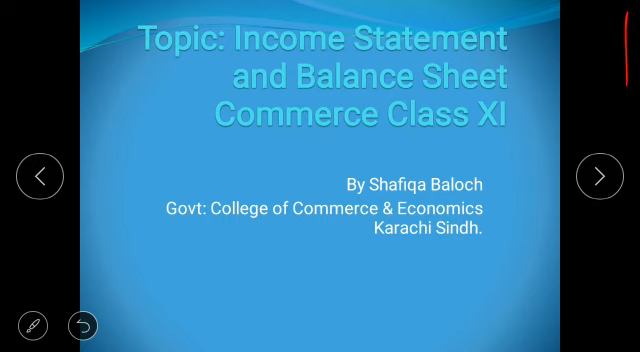 Topic: Income Statement
and Balance Sheet
Commerce Class XI
By Shafiqa Baloch
Govt: College of Commerce & Economics
Karachi Sindh.